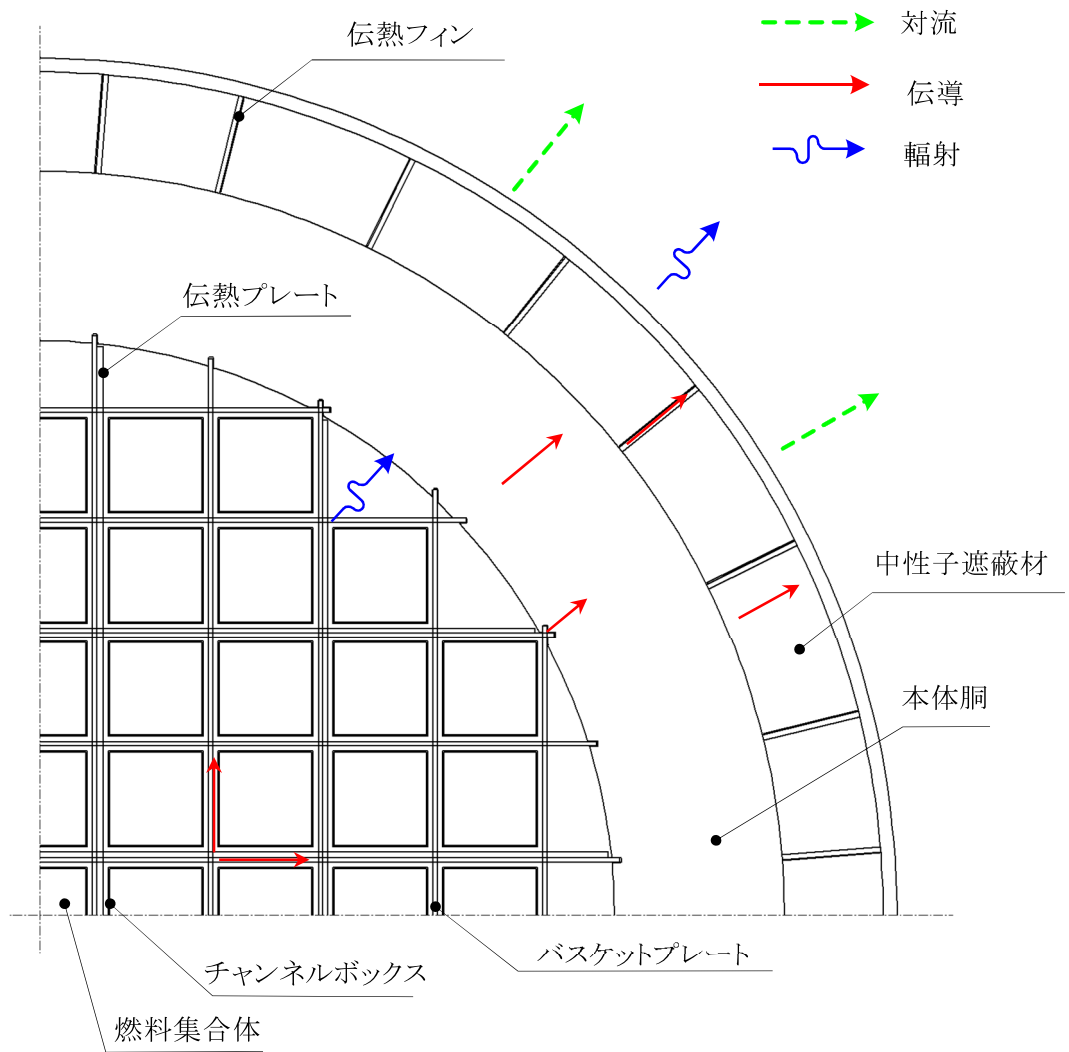 対流
伝熱フィン
伝導
輻射
伝熱プレート
中性子遮蔽材
本体胴
バスケットプレート
チャンネルボックス
燃料集合体